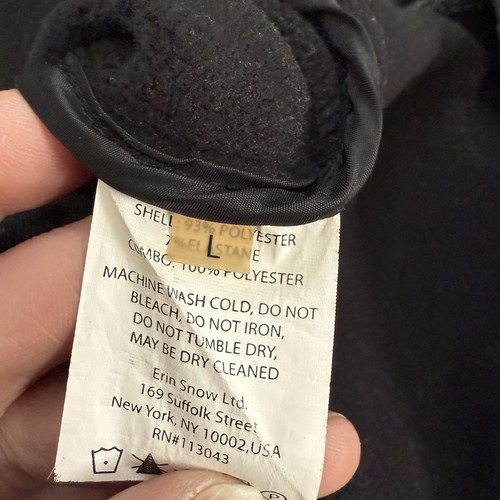 SHELL: 93% POLYESTER
7% ELASTANE
L
COMBO: 100% POLYESTER
MACHINE WASH COLD, DO NOT
BLEACH, DO NOT IRON,
DO NOT TUMBLE DRY,
MAY BE DRY CLEANED
Erin Snow Ltd.
169 Suffolk Street
New York, NY 10002,USA
RN#113043
P